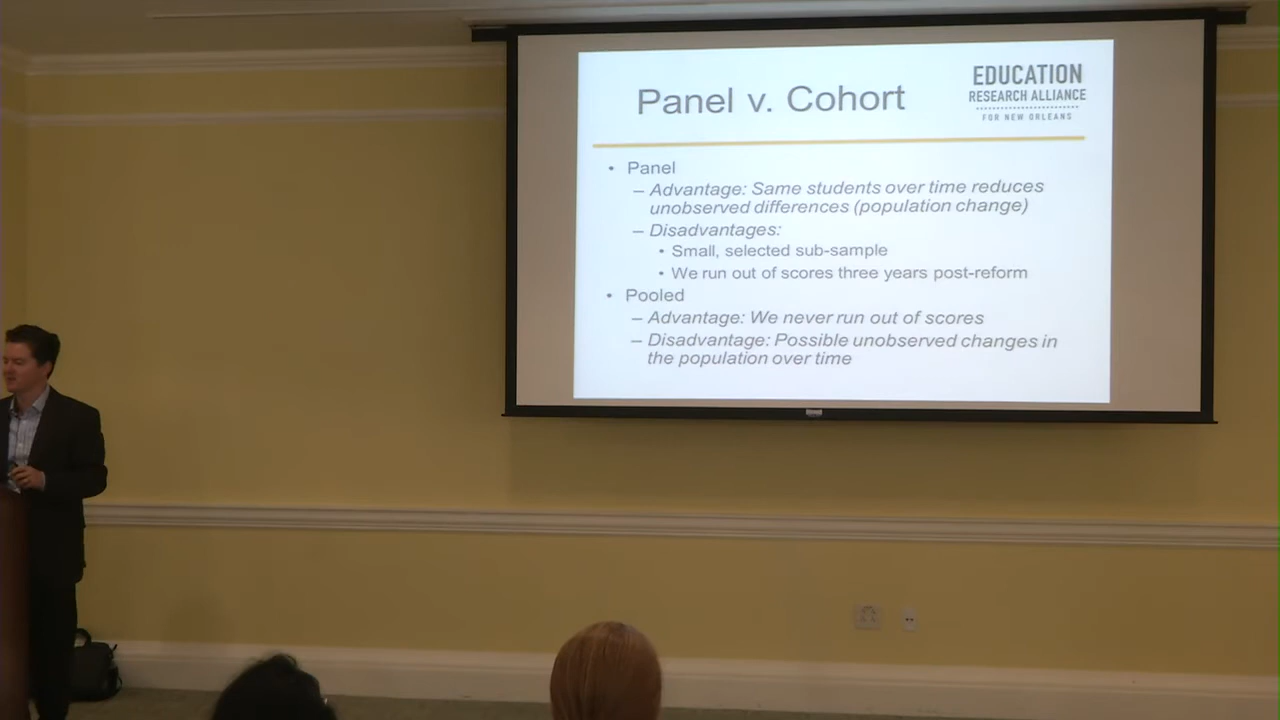 Panel v. Cohort
EDUCATION
RESEARCH ALLIANCE
FOR NEW ORLEANS
• Panel
– Advantage: Same students over time reduces
unobserved differences (population change)
– Disadvantages:
• Small, selected sub-sample
• We run out of scores three years post-reform
• Pooled
– Advantage: We never run out of scores
– Disadvantage: Possible unobserved changes in
the population over time